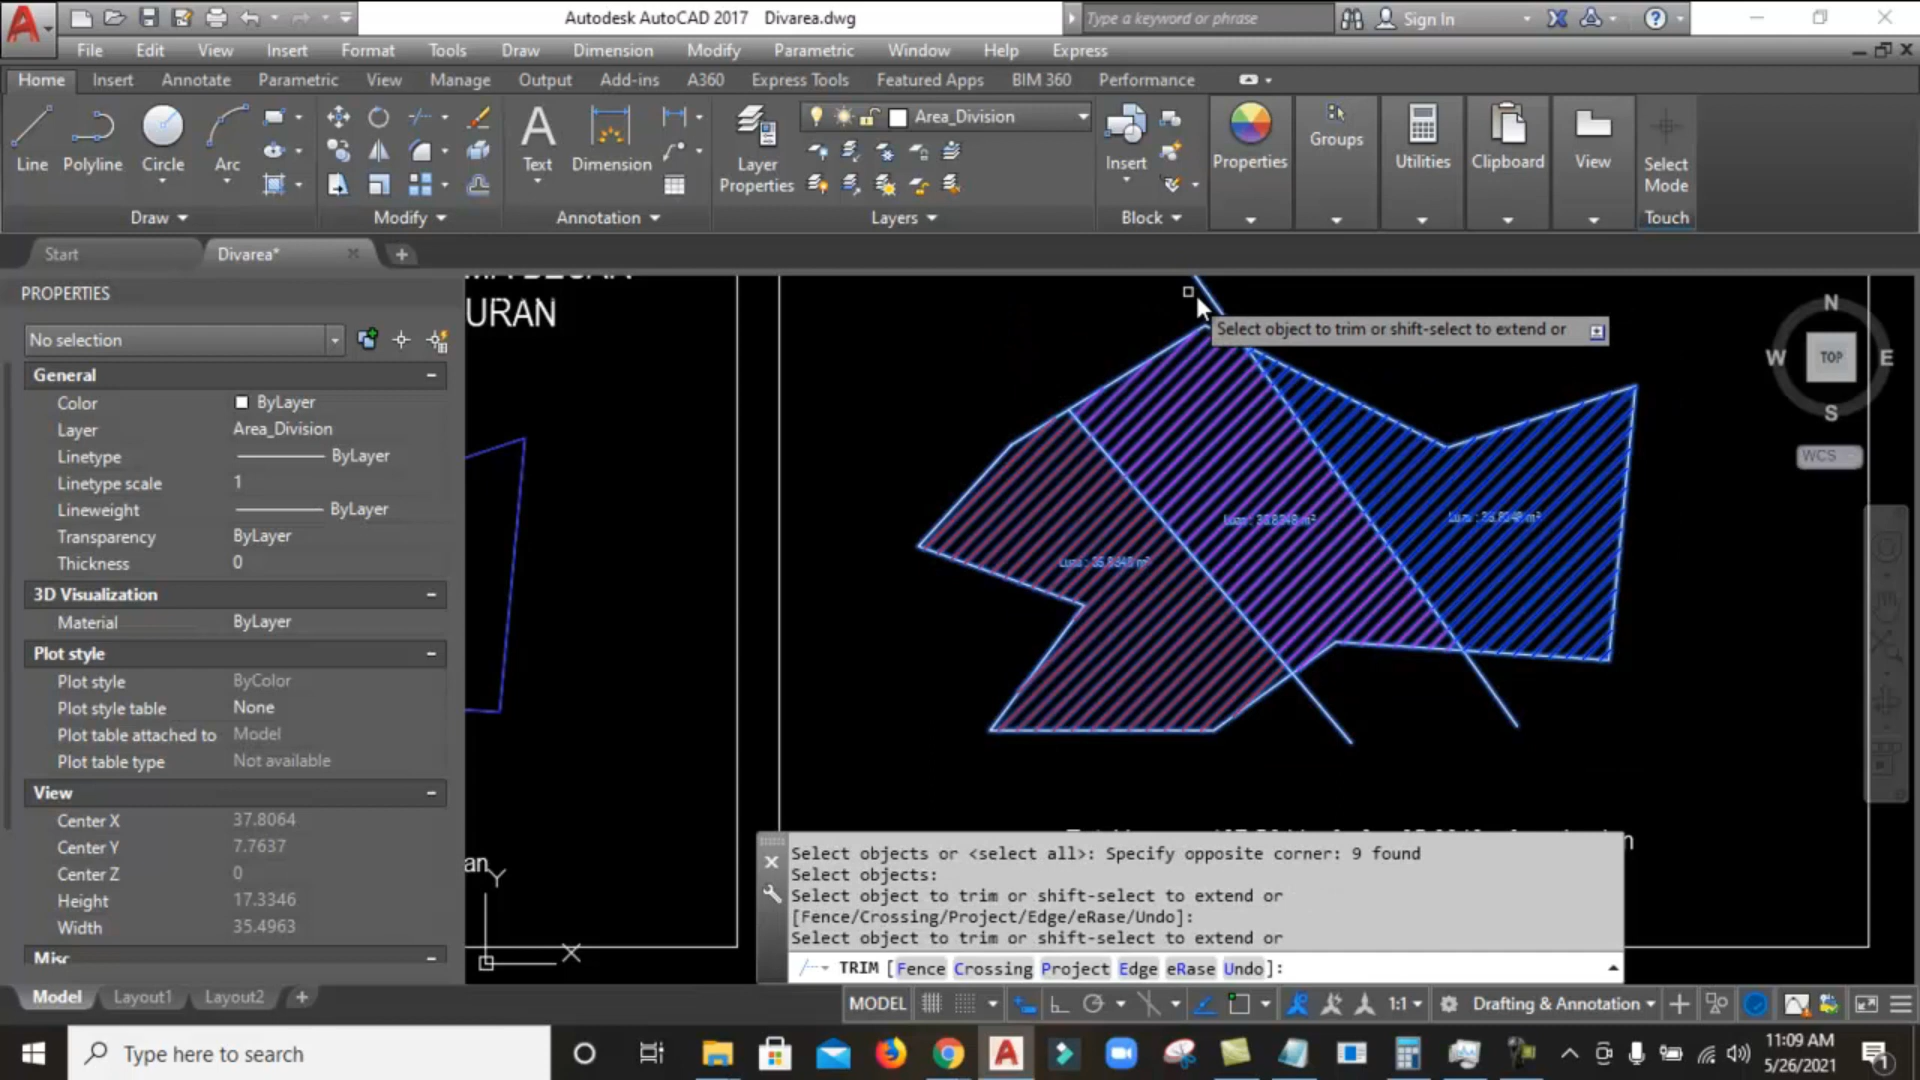 Autodesk AutoCAD 2017 Divarea.dwg
Type a keyword or phrase
Sign In
File Edit View Insert Format Tools Draw Dimension Modify Parametric Window Help Express
Home Insert Annotate Parametric View Manage Output Add-ins A360 Express Tools Featured Apps BIM 360 Performance
Area_Division
Line Polyline Circle Arc
Text Dimension
Layer Properties
Insert
Properties
Groups
Utilities
Clipboard
View
Select Mode
Draw
Modify
Annotation
Layers
Block
Touch
Start
Divarea*
PROPERTIES
No selection
General
Color ByLayer
Layer Area_Division
Linetype ByLayer
Linetype scale 1
Lineweight ByLayer
Transparency ByLayer
Thickness 0
3D Visualization
Material ByLayer
Plot style
Plot style ByColor
Plot style table None
Plot table attached to Model
Plot table type Not available
View
Center X 37.8064
Center Y 7.7637
Center Z 0
Height 17.3346
Width 35.4963
Misc
URAN
an
Y
X
Select object to trim or shift-select to extend or
N
W TOP E
S
WCS
Select objects or <select all>: Specify opposite corner: 9 found
Select objects:
Select object to trim or shift-select to extend or
[Fence/Crossing/Project/Edge/eRase/Undo]:
Select object to trim or shift-select to extend or
TRIM [Fence Crossing Project Edge eRase Undo]:
Model Layout1 Layout2
MODEL
1:1
Drafting & Annotation
Type here to search
11:09 AM
5/26/2021
1